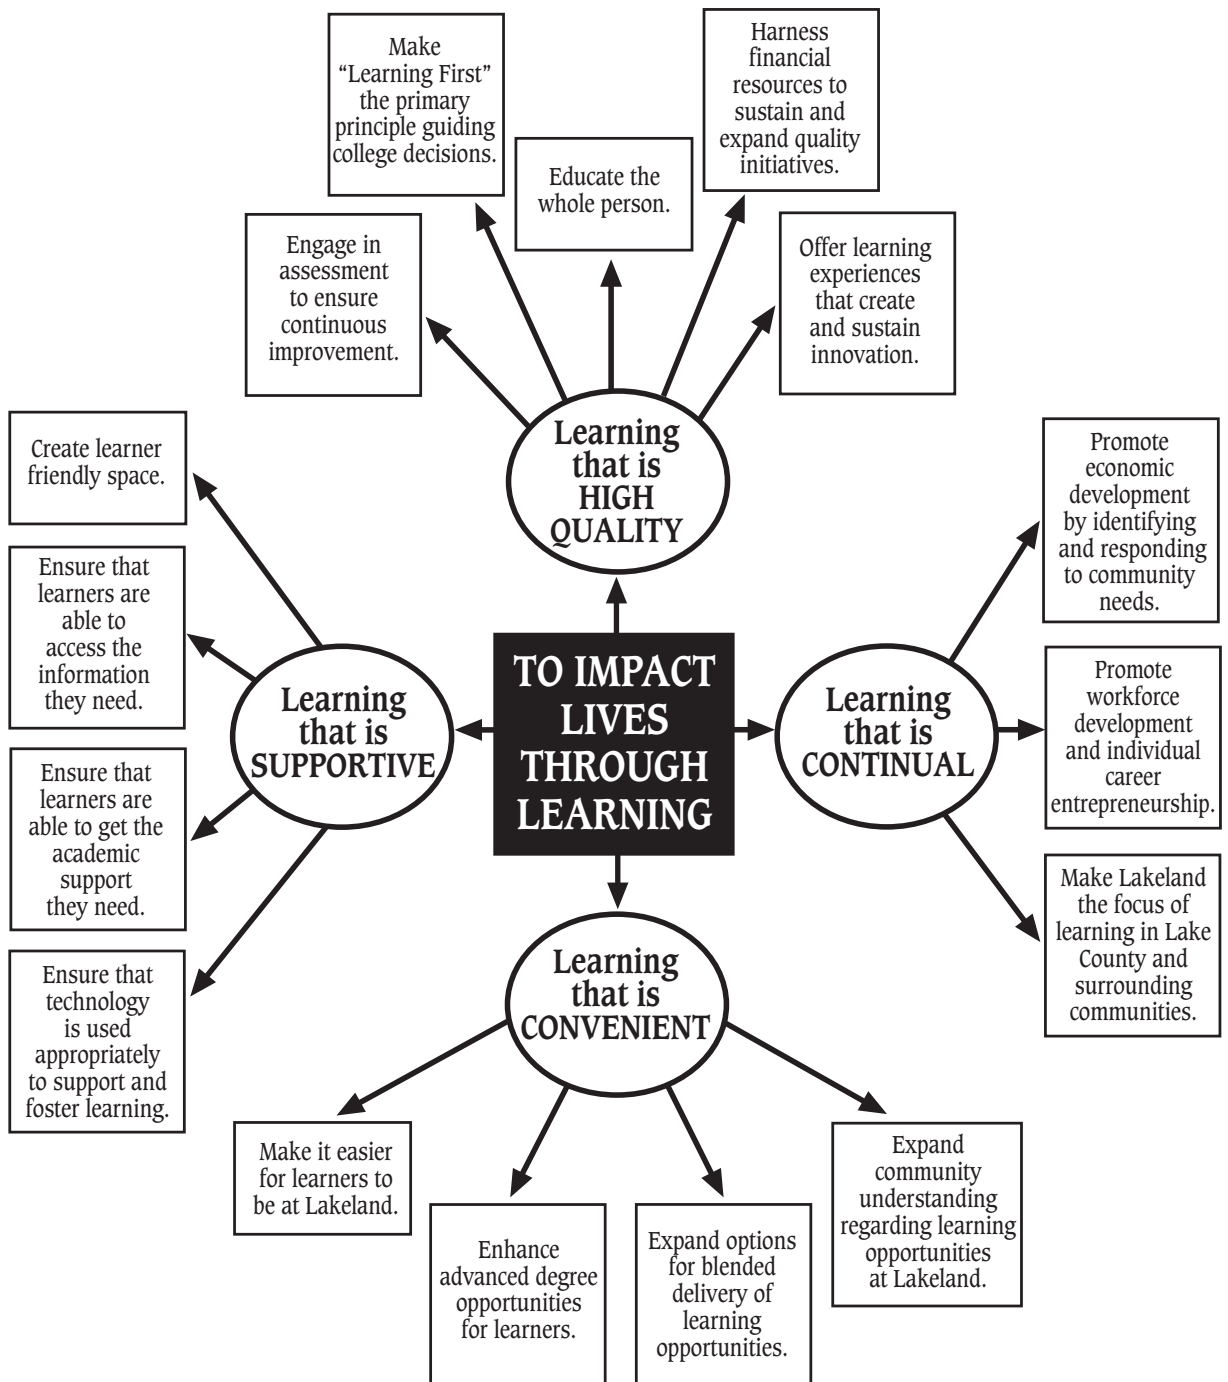 Make
“Learning First”
the primary
principle guiding
college decisions.
Harness
financial
resources to
sustain and
expand quality
initiatives.
Educate the
whole person.
Engage in
assessment
to ensure
continuous
improvement.
Offer learning
experiences
that create
and sustain
innovation.
Learning
that is
HIGH
QUALITY
Create learner
friendly space.
Ensure that
learners are
able to
access the
information
they need.
Ensure that
learners are
able to get the
academic
support
they need.
Ensure that
technology
is used
appropriately
to support and
foster learning.
Learning
that is
SUPPORTIVE
TO IMPACT
LIVES
THROUGH
LEARNING
Learning
that is
CONTINUAL
Promote
economic
development
by identifying
and responding
to community
needs.
Promote
workforce
development
and individual
career
entrepreneurship.
Make Lakeland
the focus of
learning in Lake
County and
surrounding
communities.
Learning
that is
CONVENIENT
Make it easier
for learners to
be at Lakeland.
Enhance
advanced degree
opportunities
for learners.
Expand options
for blended
delivery of
learning
opportunities.
Expand
community
understanding
regarding learning
opportunities
at Lakeland.